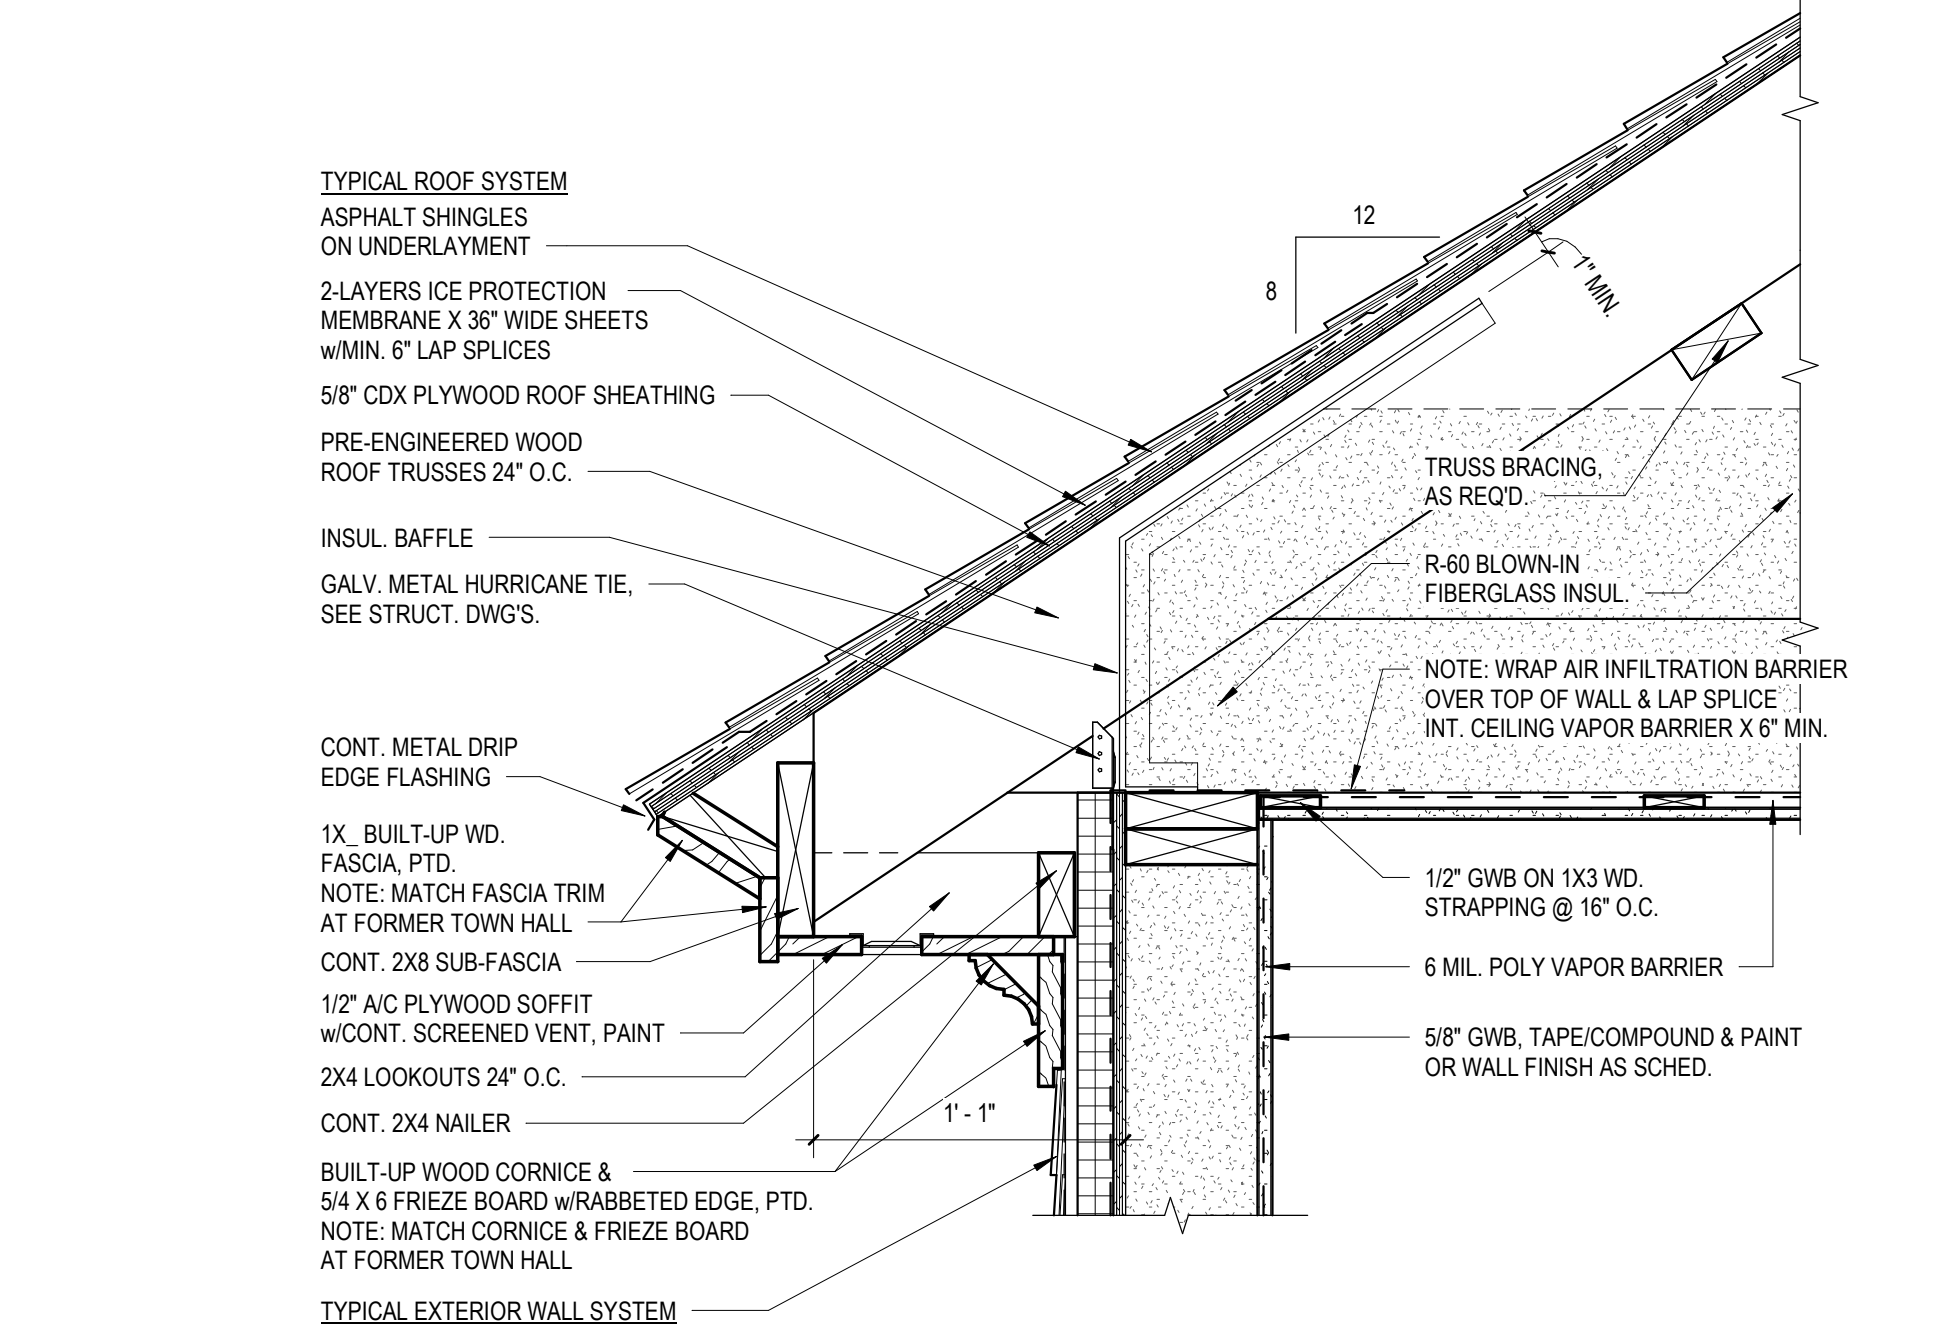 TYPICAL ROOF SYSTEM
ASPHALT SHINGLES
ON UNDERLAYMENT
2-LAYERS ICE PROTECTION
MEMBRANE X 36" WIDE SHEETS
w/MIN. 6" LAP SPLICES
5/8" CDX PLYWOOD ROOF SHEATHING
PRE-ENGINEERED WOOD
ROOF TRUSSES 24" O.C.
INSUL. BAFFLE
GALV. METAL HURRICANE TIE,
SEE STRUCT. DWG'S.
CONT. METAL DRIP
EDGE FLASHING
1X_ BUILT-UP WD.
FASCIA, PTD.
NOTE: MATCH FASCIA TRIM
AT FORMER TOWN HALL
CONT. 2X8 SUB-FASCIA
1/2" A/C PLYWOOD SOFFIT
w/CONT. SCREENED VENT, PAINT
2X4 LOOKOUTS 24" O.C.
CONT. 2X4 NAILER
BUILT-UP WOOD CORNICE &
5/4 X 6 FRIEZE BOARD w/RABBETED EDGE, PTD.
NOTE: MATCH CORNICE & FRIEZE BOARD
AT FORMER TOWN HALL
TYPICAL EXTERIOR WALL SYSTEM
1' - 1"
12
8
1" MIN.
TRUSS BRACING,
AS REQ'D.
R-60 BLOWN-IN
FIBERGLASS INSUL.
NOTE: WRAP AIR INFILTRATION BARRIER
OVER TOP OF WALL & LAP SPLICE
INT. CEILING VAPOR BARRIER X 6" MIN.
1/2" GWB ON 1X3 WD.
STRAPPING @ 16" O.C.
6 MIL. POLY VAPOR BARRIER
5/8" GWB, TAPE/COMPOUND & PAINT
OR WALL FINISH AS SCHED.